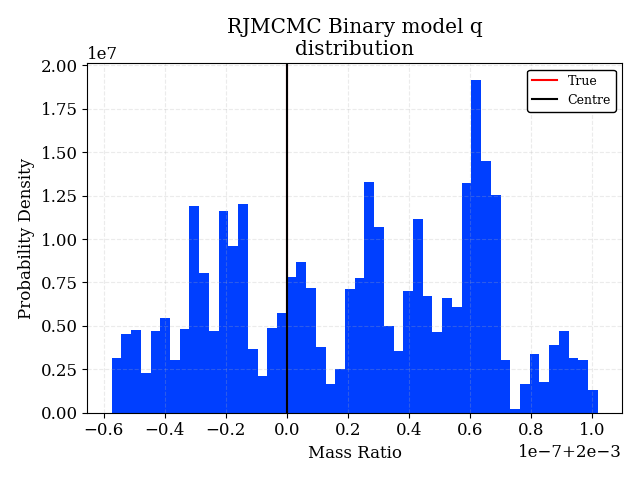 RJMCMC Binary model q
distribution
1e7
2.00
1.75
1.50
1.25
1.00
0.75
0.50
0.25
0.00
Probability Density
True
Centre
−0.6 −0.4 −0.2 0.0 0.2 0.4 0.6 0.8 1.0
Mass Ratio
1e−7+2e−3